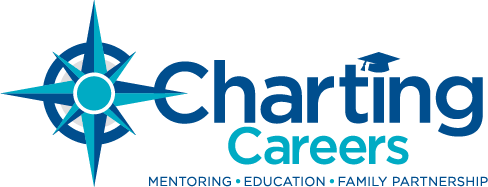 Charting
Careers
MENTORING • EDUCATION • FAMILY PARTNERSHIP